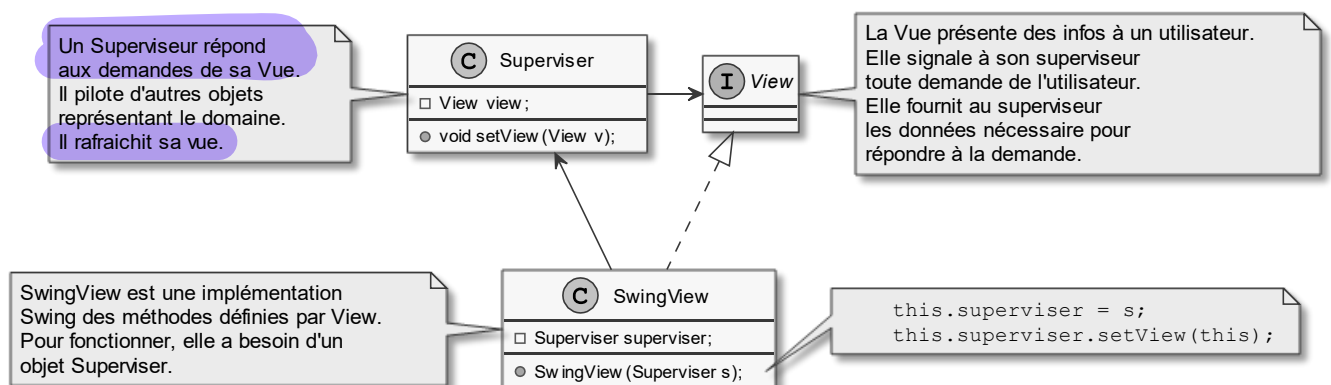 Un Superviseur répond
aux demandes de sa Vue.
Il pilote d'autres objets
représentant le domaine.
Il rafraichit sa vue.
C Superviser
View view;
void setView(View v);
I View
La Vue présente des infos à un utilisateur.
Elle signale à son superviseur
toute demande de l'utilisateur.
Elle fournit au superviseur
les données nécessaire pour
répondre à la demande.
SwingView est une implémentation
Swing des méthodes définies par View.
Pour fonctionner, elle a besoin d'un
objet Superviser.
C SwingView
Superviser superviser;
SwingView(Superviser s);
this.superviser = s;
this.superviser.setView(this);